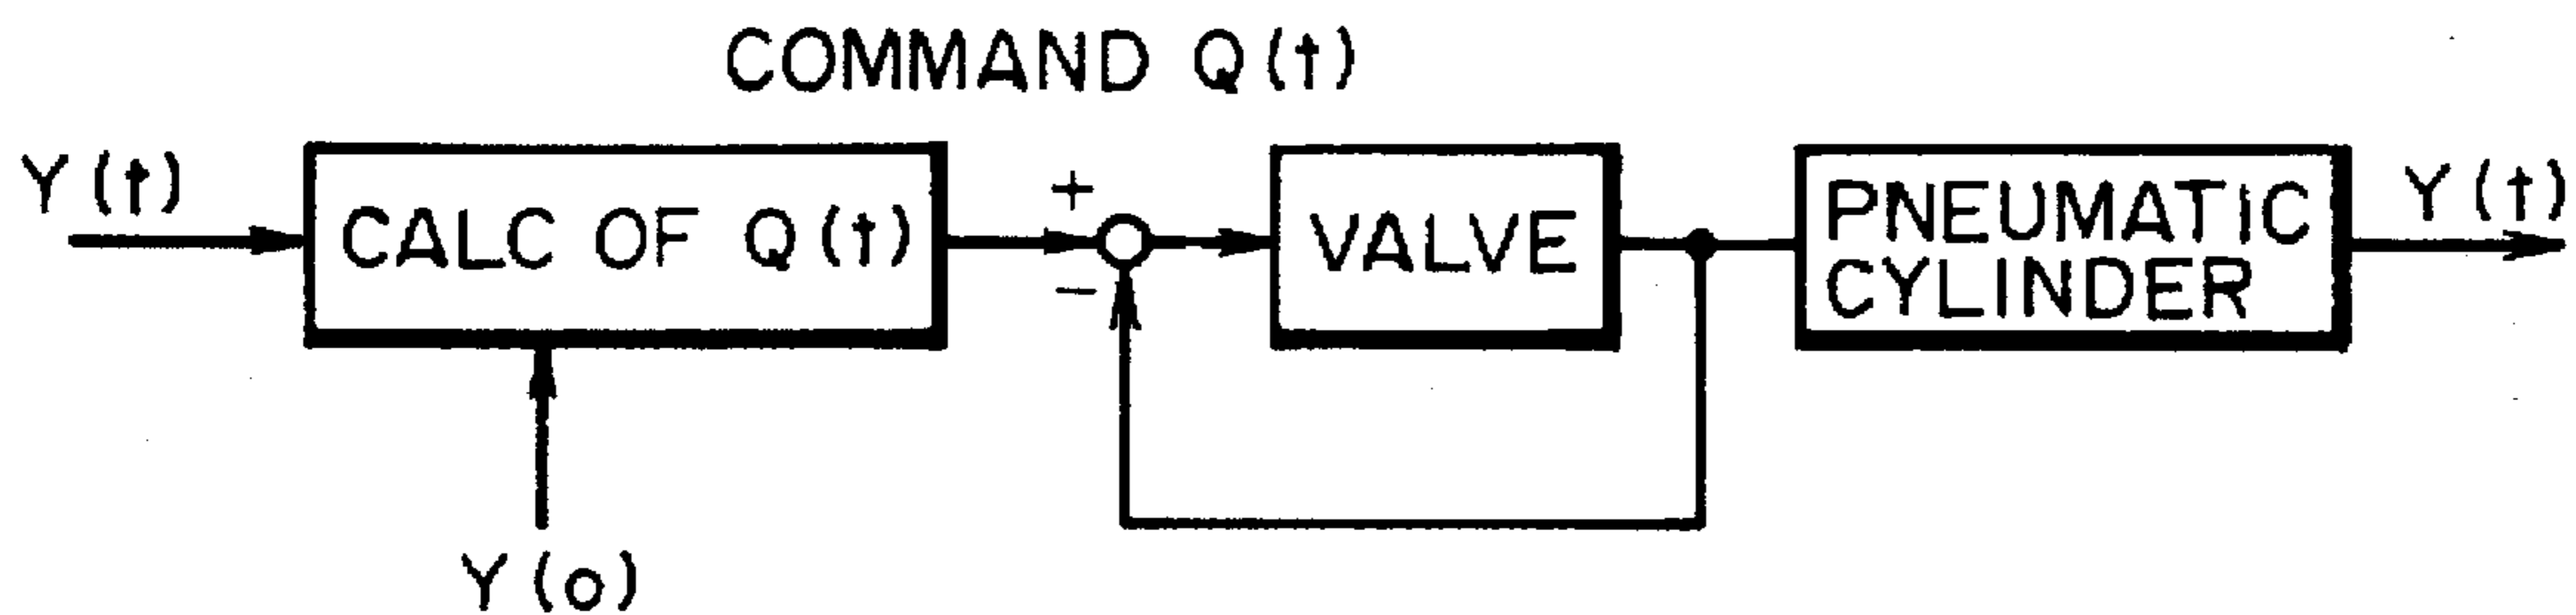 COMMAND Q(t)
Y(t)
CALC OF Q(t)
+
−
VALVE
PNEUMATIC
CYLINDER
Y(t)
Y(o)